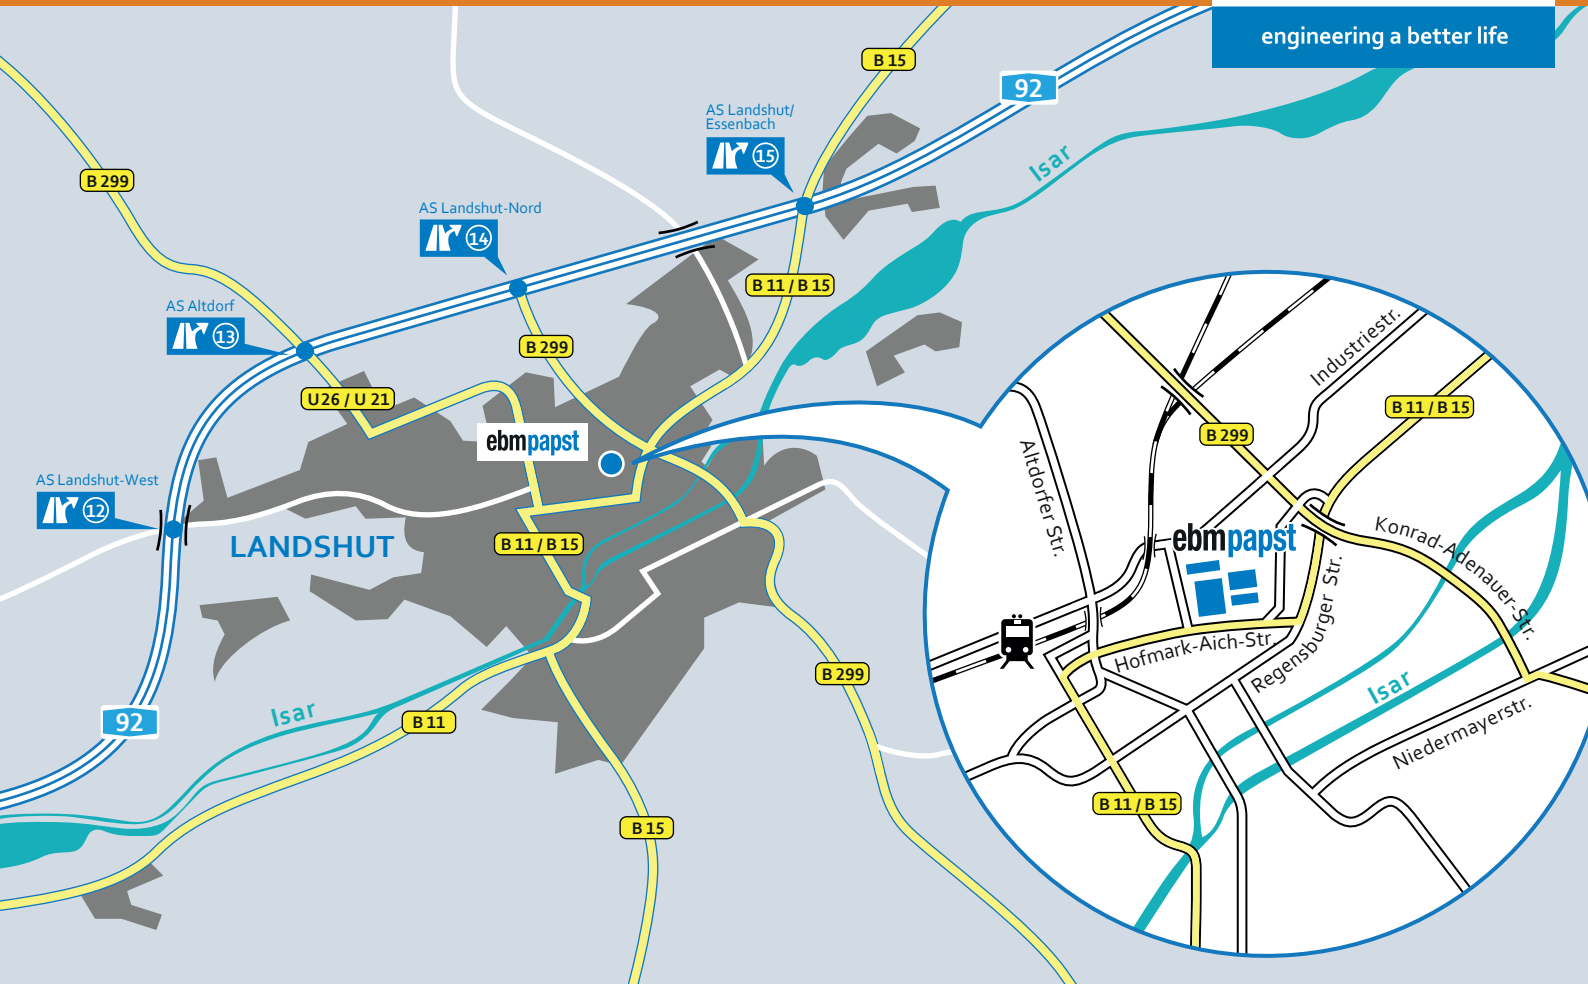 engineering a better life
B 15
92
AS Landshut/
Essenbach
15
Isar
B 299
AS Landshut-Nord
14
B 11 / B 15
AS Altdorf
13
B 299
U26 / U 21
ebmpapst
AS Landshut-West
12
LANDSHUT
B 11 / B 15
B 299
92
Isar
B 11
B 15
Industriestr.
B 11 / B 15
B 299
Altdorfer Str.
Konrad-Adenauer-Str.
ebmpapst
Regensburger Str.
Hofmark-Aich-Str.
Isar
Niedermayerstr.
B 11 / B 15